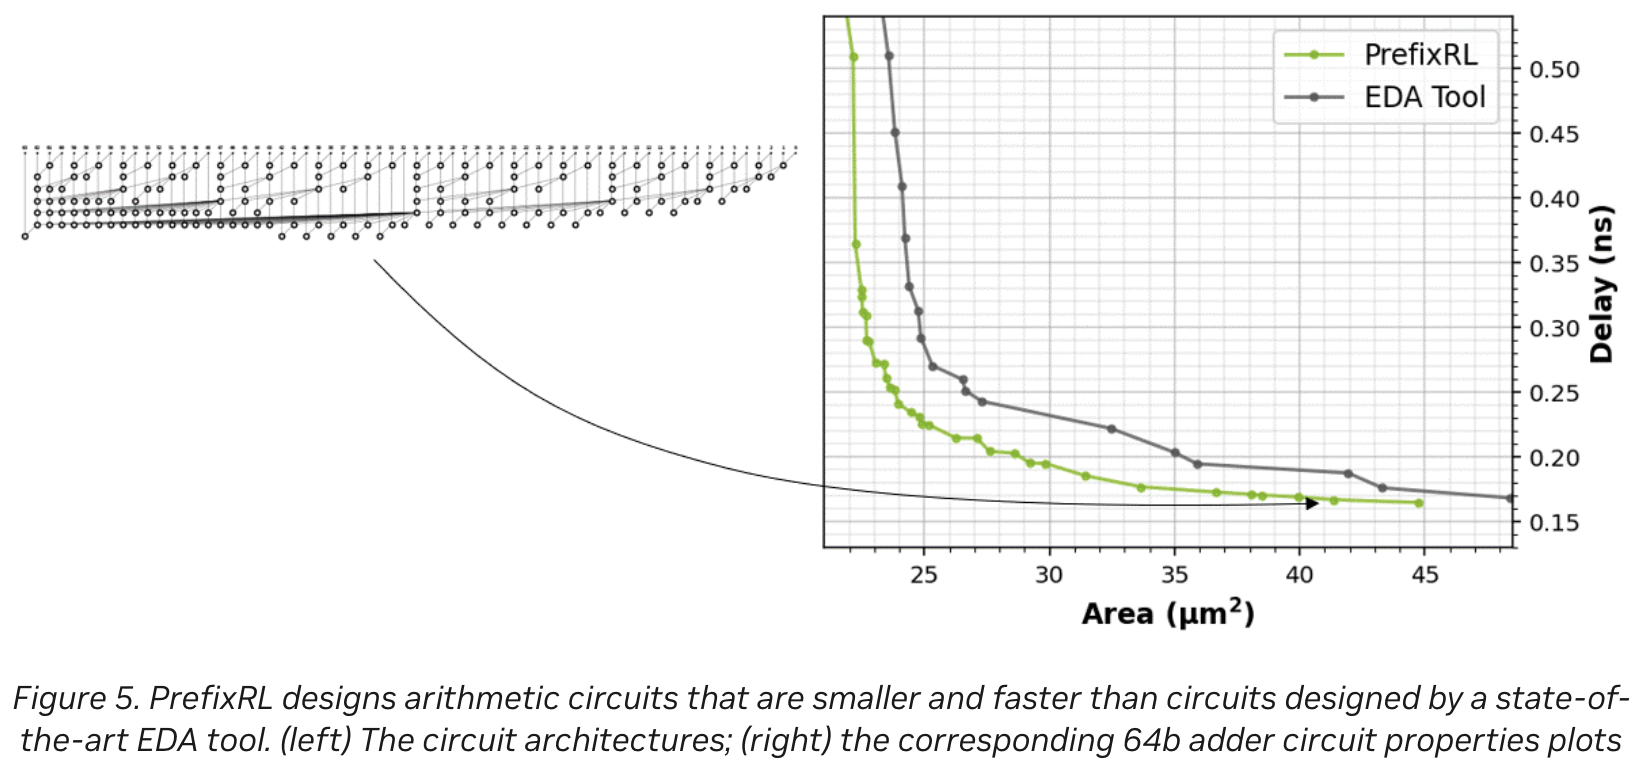 PrefixRL
EDA Tool
0.50
0.45
0.40
0.35
0.30
0.25
0.20
0.15
Delay (ns)
25 30 35 40 45
Area (μm²)
Figure 5. PrefixRL designs arithmetic circuits that are smaller and faster than circuits designed by a state-of-
the-art EDA tool. (left) The circuit architectures; (right) the corresponding 64b adder circuit properties plots